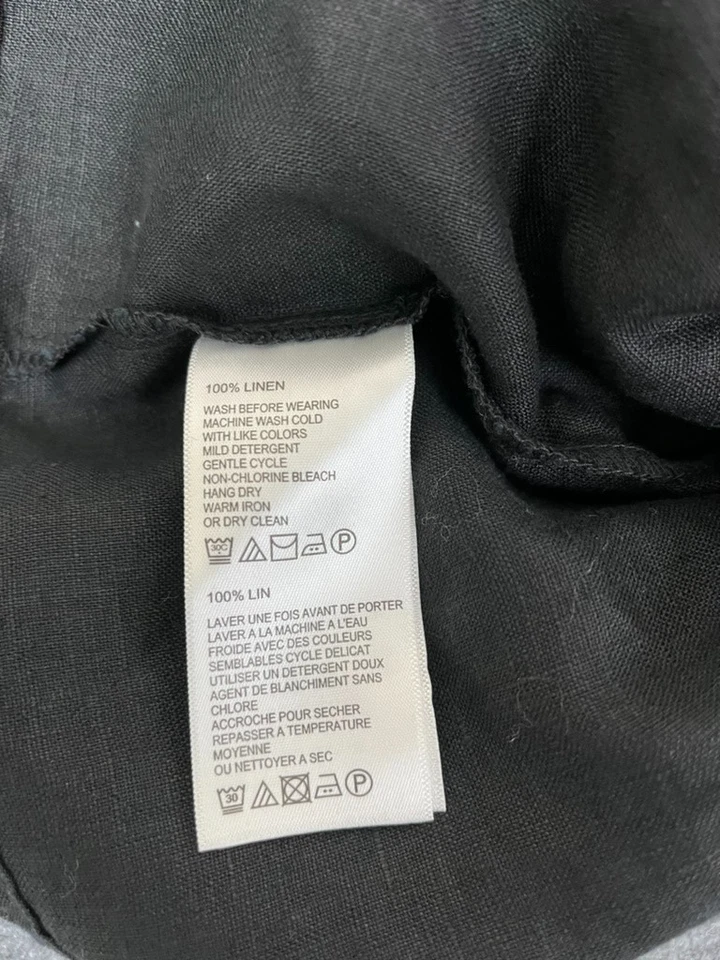 100% LINEN
WASH BEFORE WEARING
MACHINE WASH COLD
WITH LIKE COLORS
MILD DETERGENT
GENTLE CYCLE
NON-CHLORINE BLEACH
HANG DRY
WARM IRON
OR DRY CLEAN
30C P
100% LIN
LAVER UNE FOIS AVANT DE PORTER
LAVER A LA MACHINE A L'EAU
FROIDE AVEC DES COULEURS
SEMBLABLES CYCLE DELICAT
UTILISER UN DETERGENT DOUX
AGENT DE BLANCHIMENT SANS
CHLORE
ACCROCHE POUR SECHER
REPASSER A TEMPERATURE
MOYENNE
OU NETTOYER A SEC
30 P